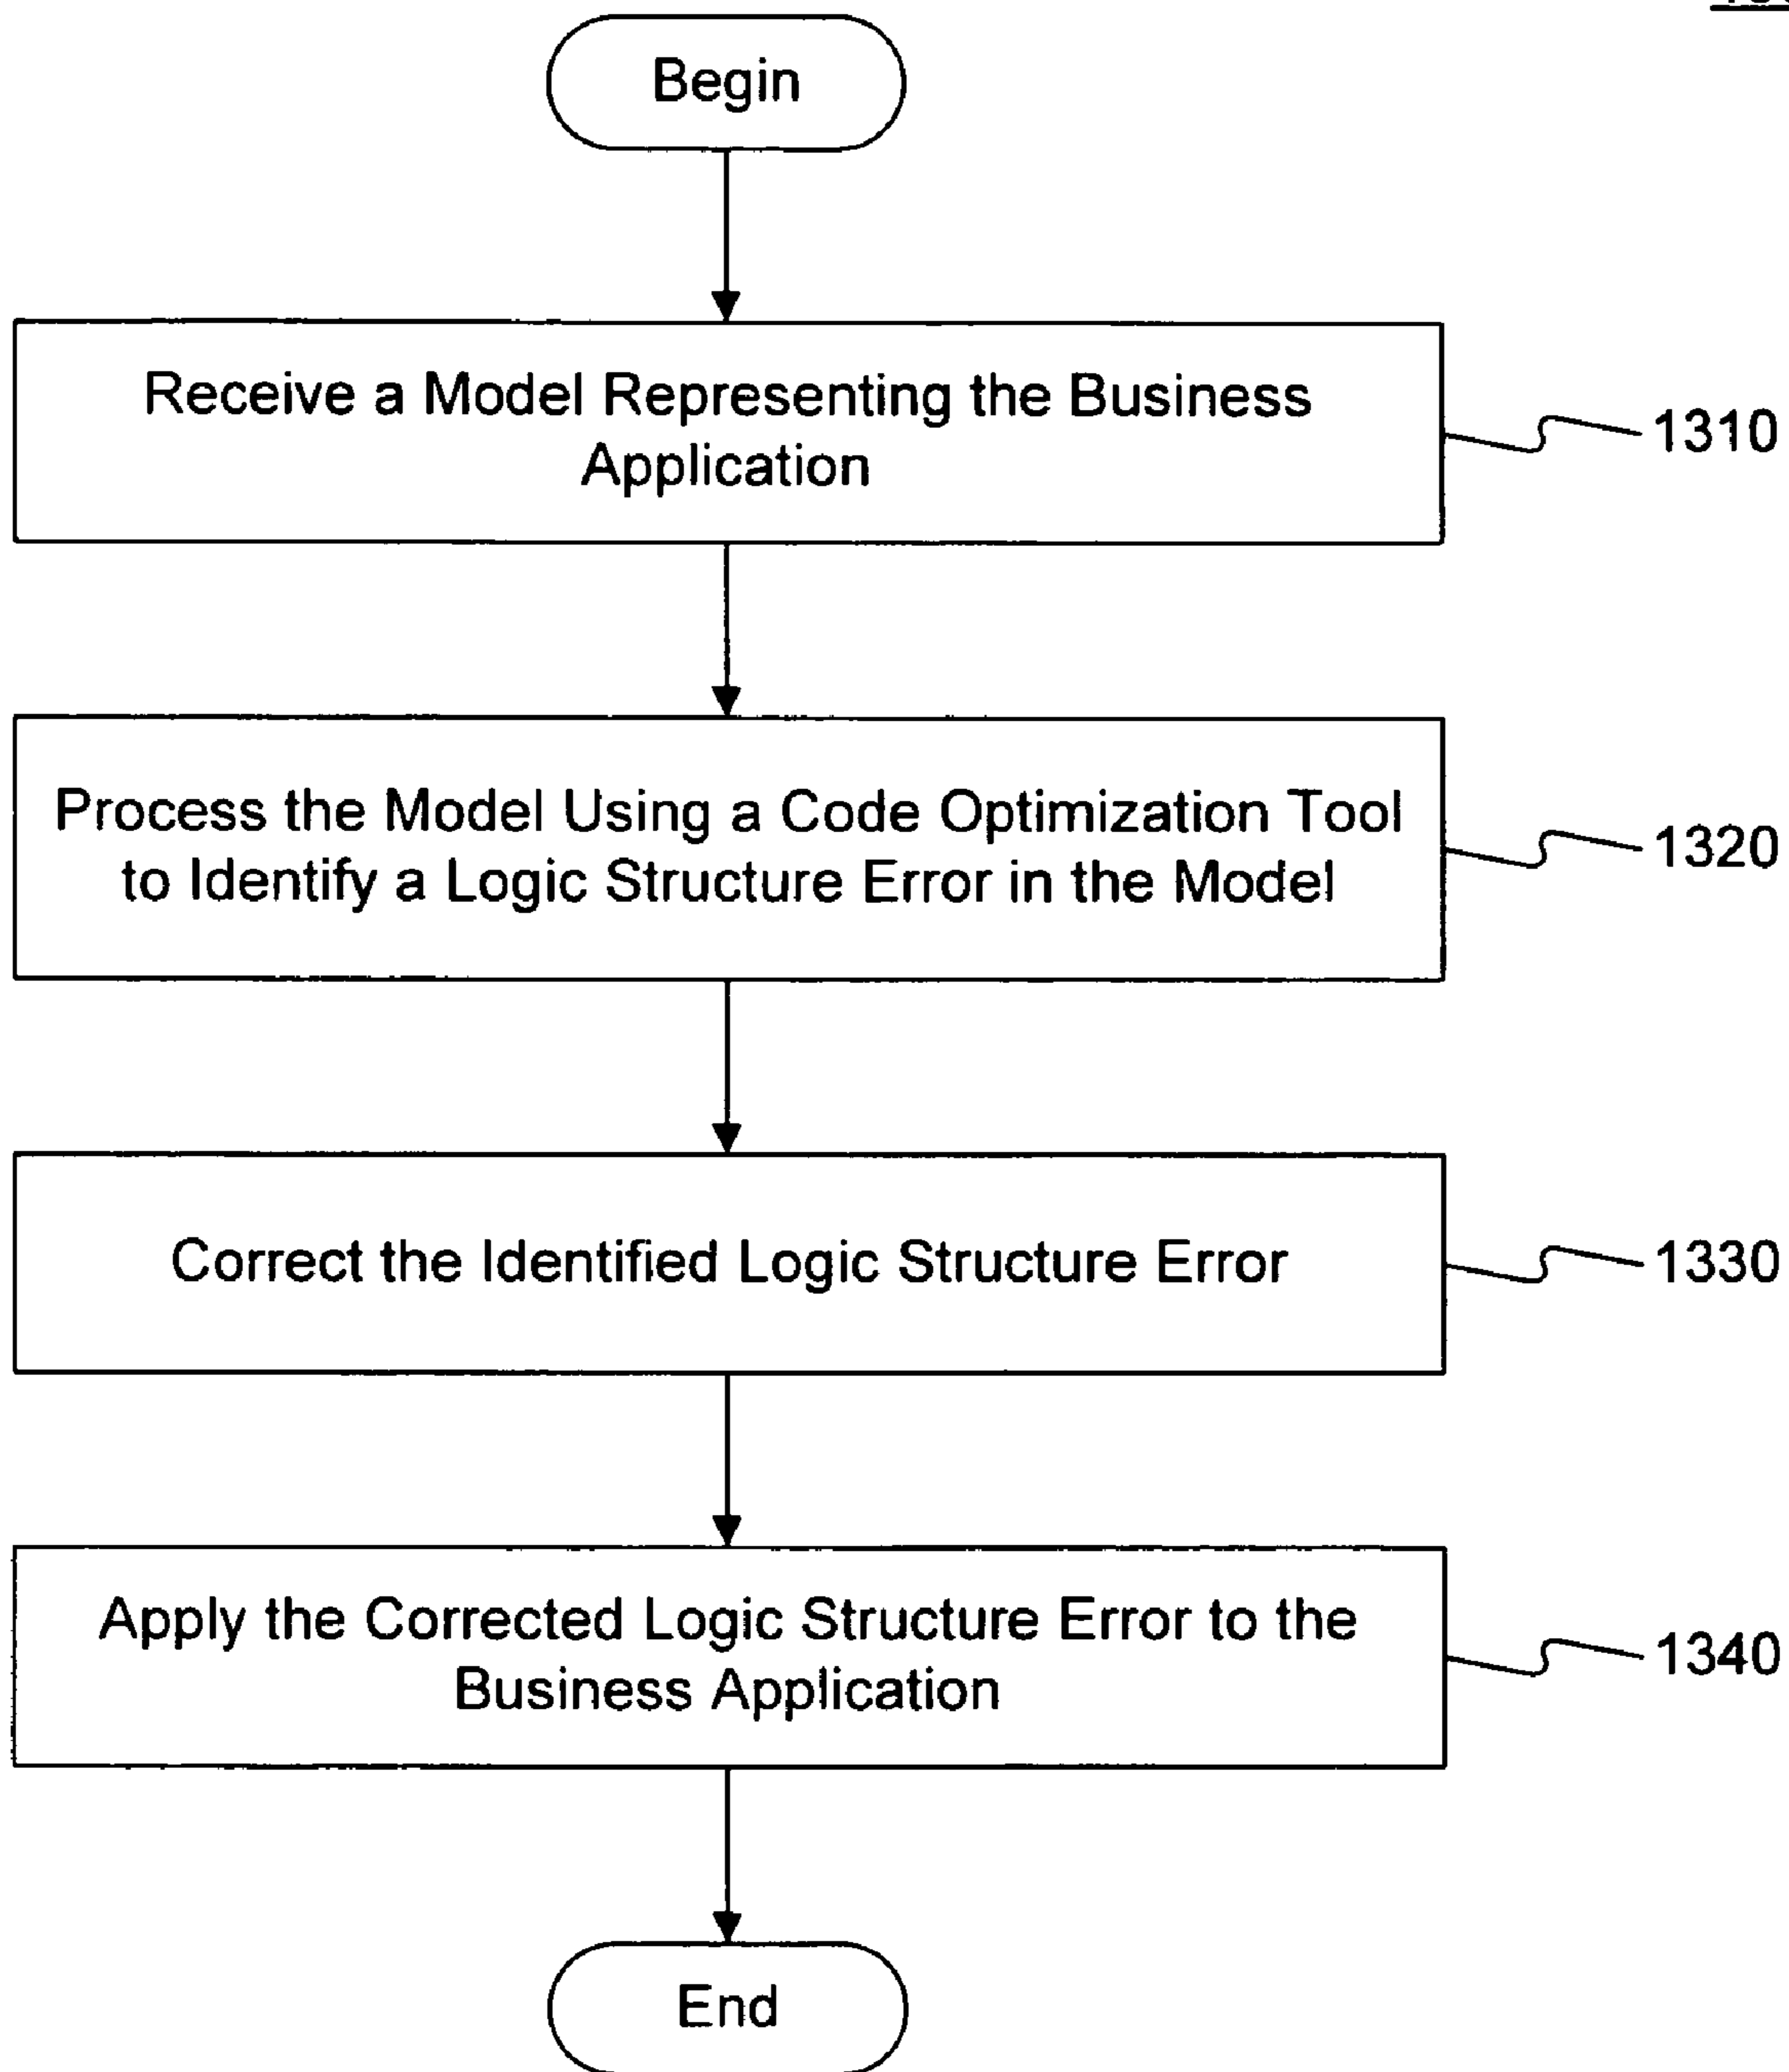 Begin
Receive a Model Representing the Business
Application
1310
Process the Model Using a Code Optimization Tool
to Identify a Logic Structure Error in the Model
1320
Correct the Identified Logic Structure Error
1330
Apply the Corrected Logic Structure Error to the
Business Application
1340
End